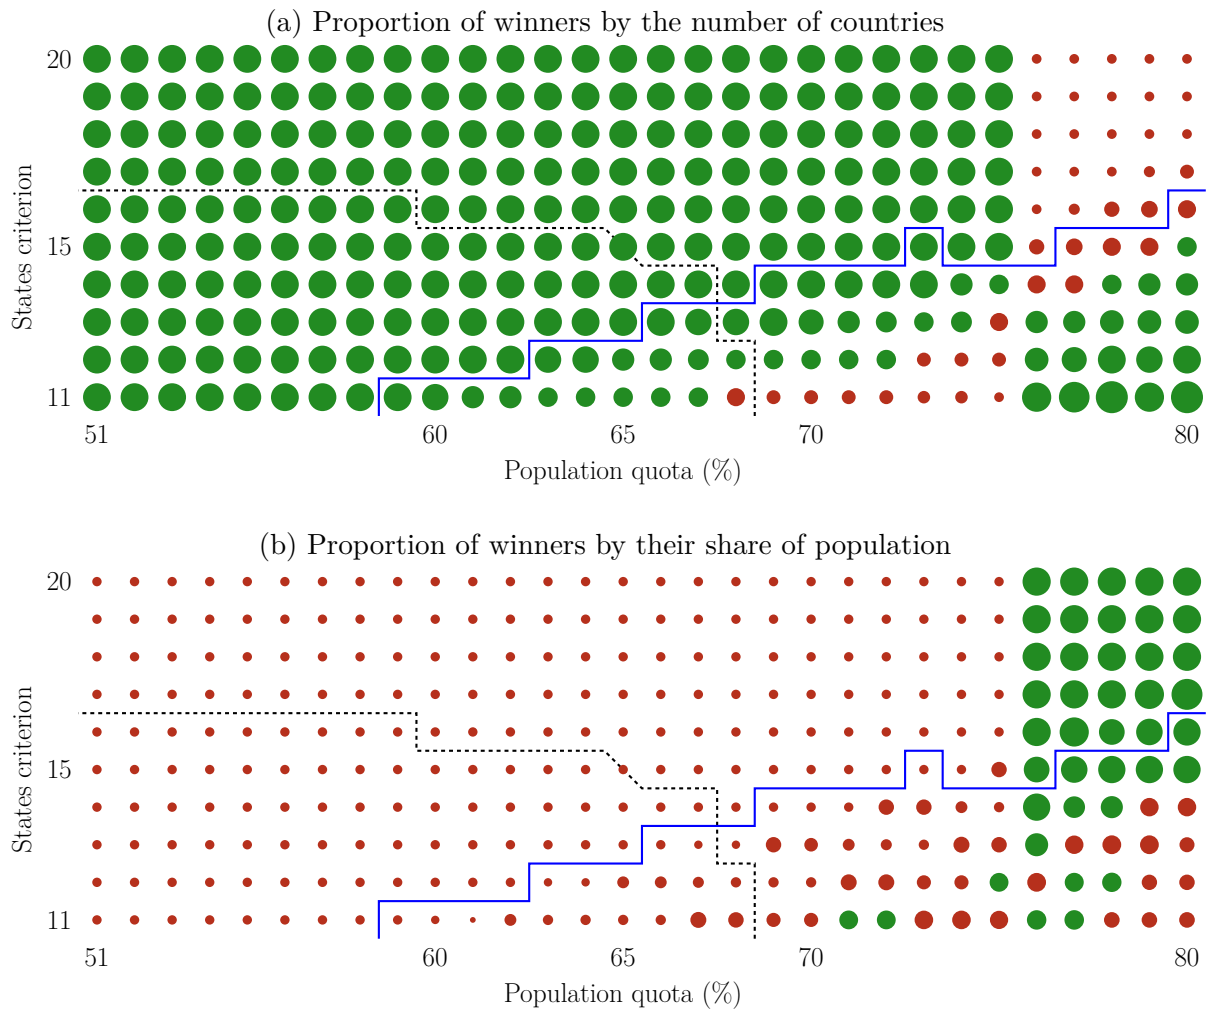 (a) Proportion of winners by the number of countries
20
15
11
States criterion
51 60 65 70 80
Population quota (%)
(b) Proportion of winners by their share of population
20
15
11
States criterion
51 60 65 70 80
Population quota (%)